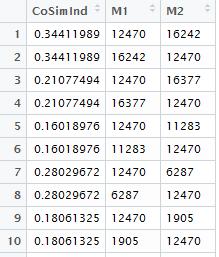 CoSimInd M1 M2
1 0.34411989 12470 16242
2 0.34411989 16242 12470
3 0.21077494 12470 16377
4 0.21077494 16377 12470
5 0.16018976 12470 11283
6 0.16018976 11283 12470
7 0.28029672 12470 6287
8 0.28029672 6287 12470
9 0.18061325 12470 1905
10 0.18061325 1905 12470